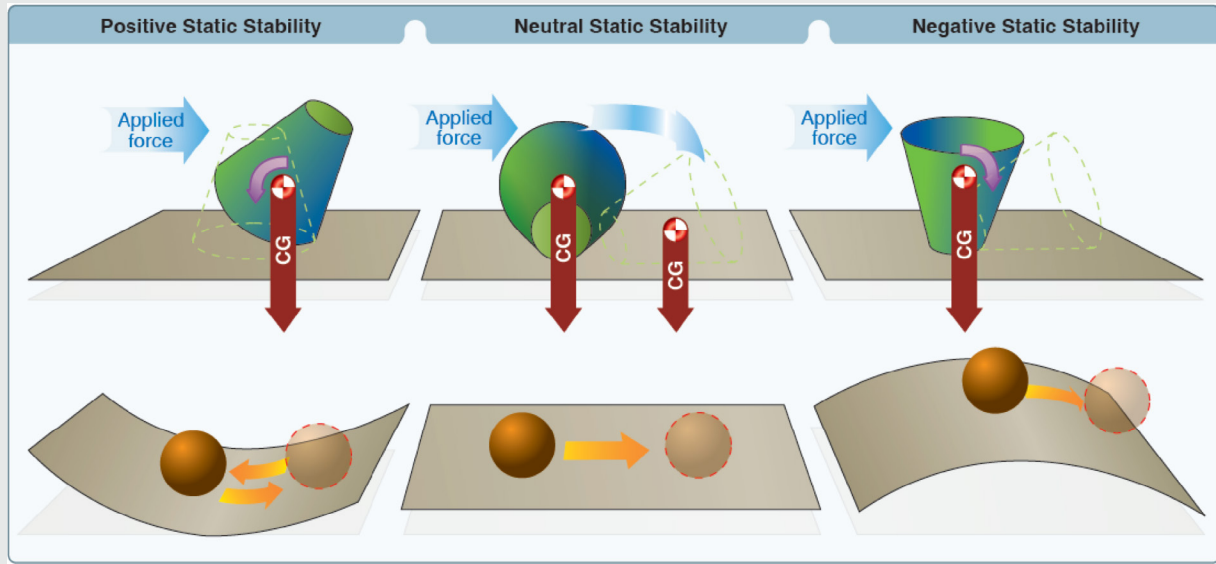 Positive Static Stability
Neutral Static Stability
Negative Static Stability
Applied
force
Applied
force
Applied
force
CG
CG
CG
CG